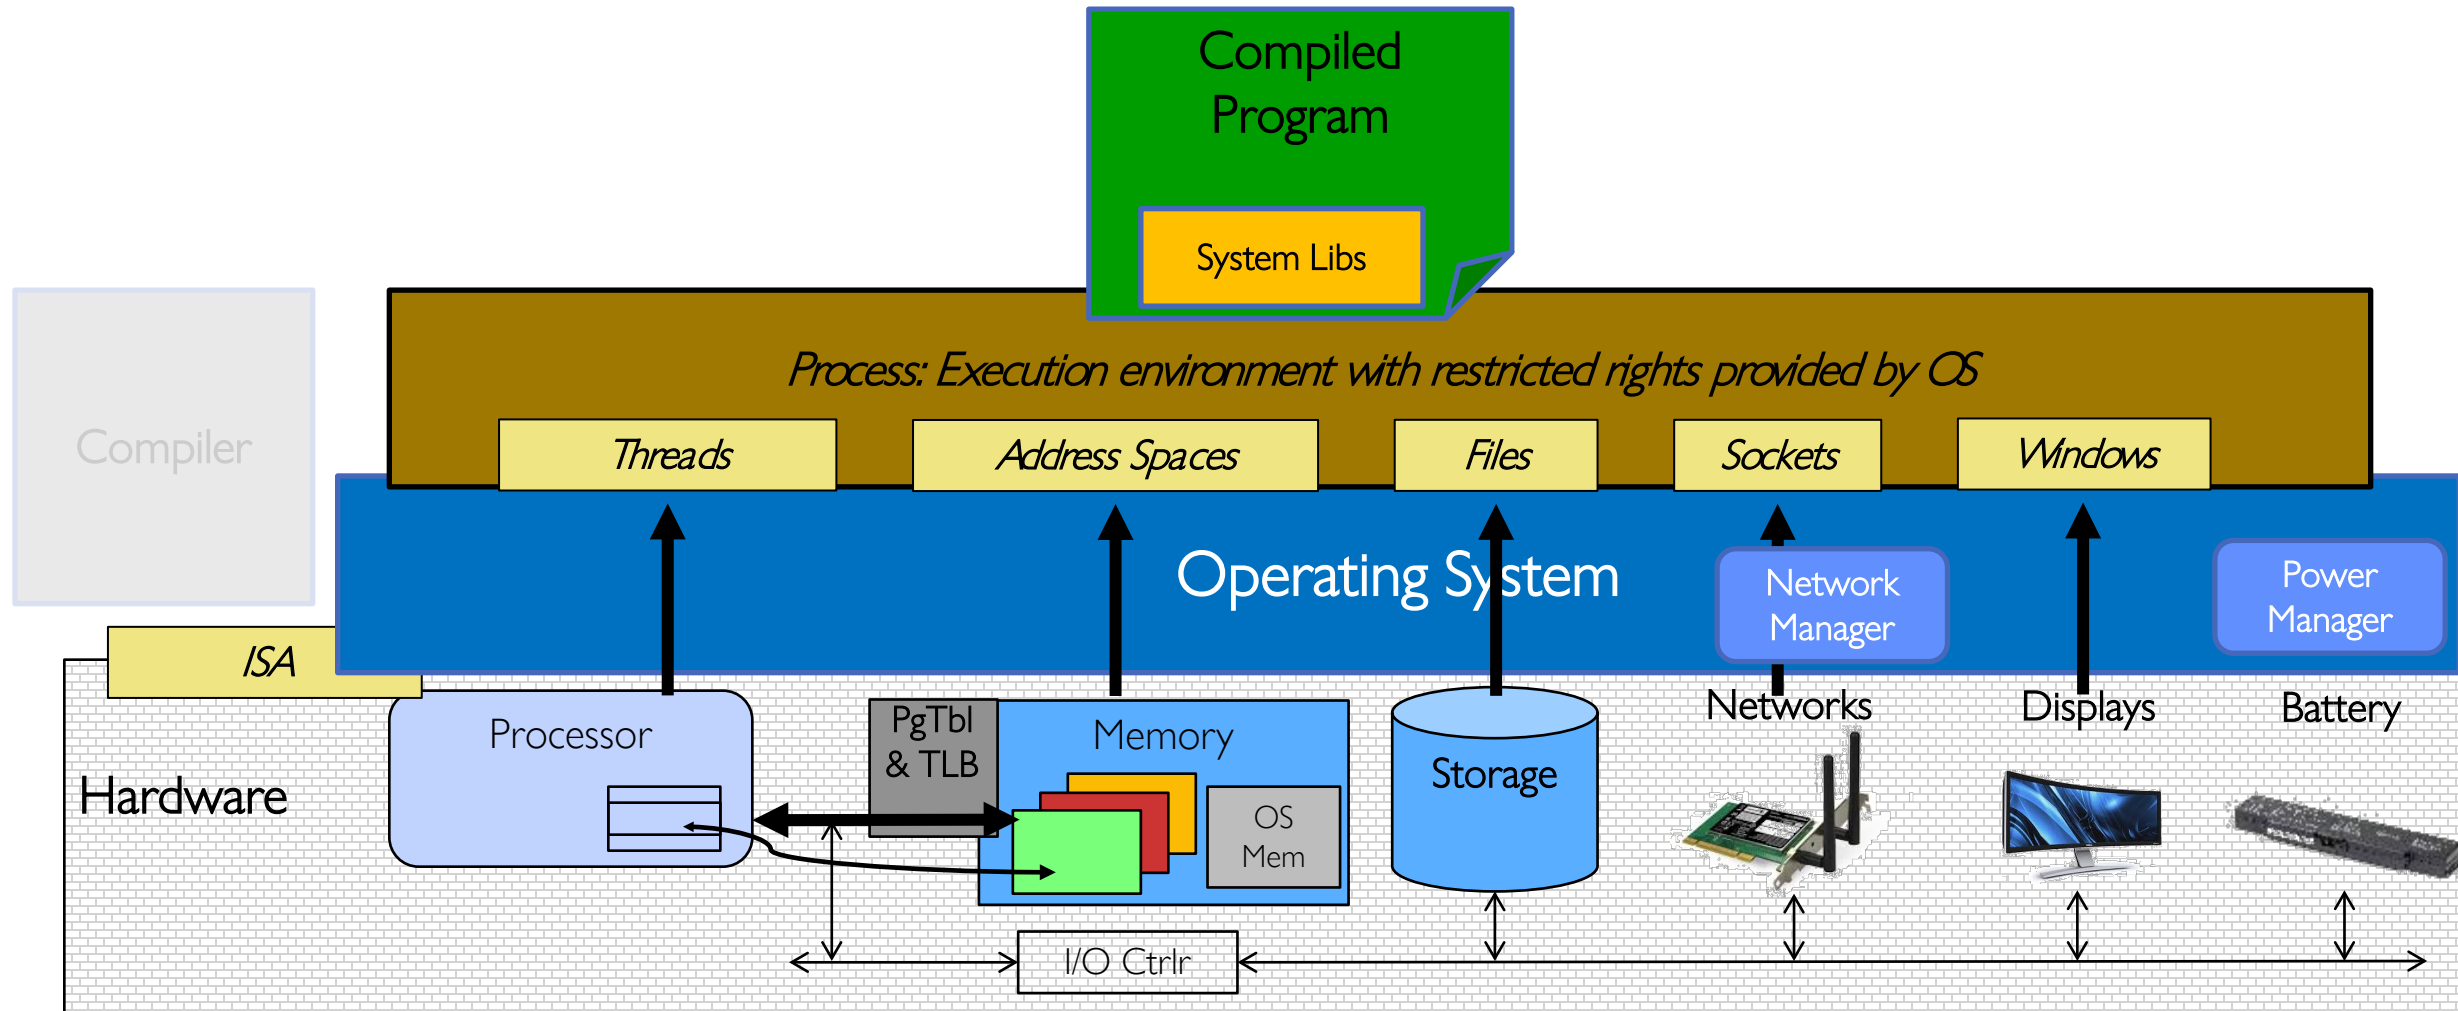 Compiled
Program
System Libs
Compiler
Process: Execution environment with restricted rights provided by OS
Threads
Address Spaces
Files
Sockets
Windows
Operating System
Network
Manager
Power
Manager
ISA
Hardware
Processor
PgTbl
& TLB
Memory
OS
Mem
Storage
Networks
Displays
Battery
I/O Ctrlr